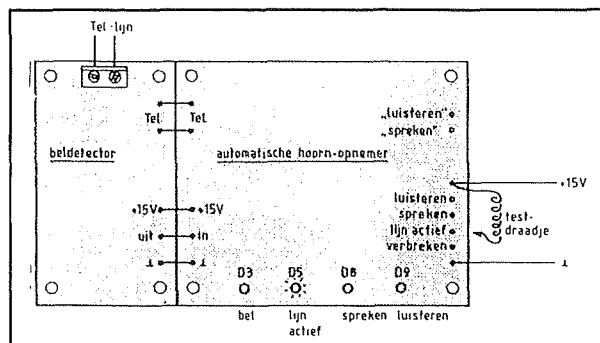 Tel-lijn
Tel. Tel.
„luisteren"
„spreken"
beldetector
automatische hoorn-opnemer
+15V
luisteren
spreken
lijn actief
verbreken
test-
draadje
+15V +15V
uit in
⊥ ⊥
⊥
D3 D5 D8 D9
bel lijn actief spreken luisteren